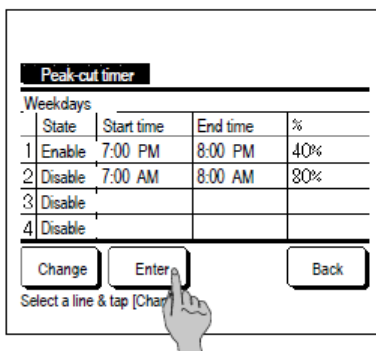 Peak-cut timer
Weekdays
State Start time End time %
1 Enable 7:00 PM 8:00 PM 40%
2 Disable 7:00 AM 8:00 AM 80%
3 Disable
4 Disable
Change Enter Back
Select a line & tap